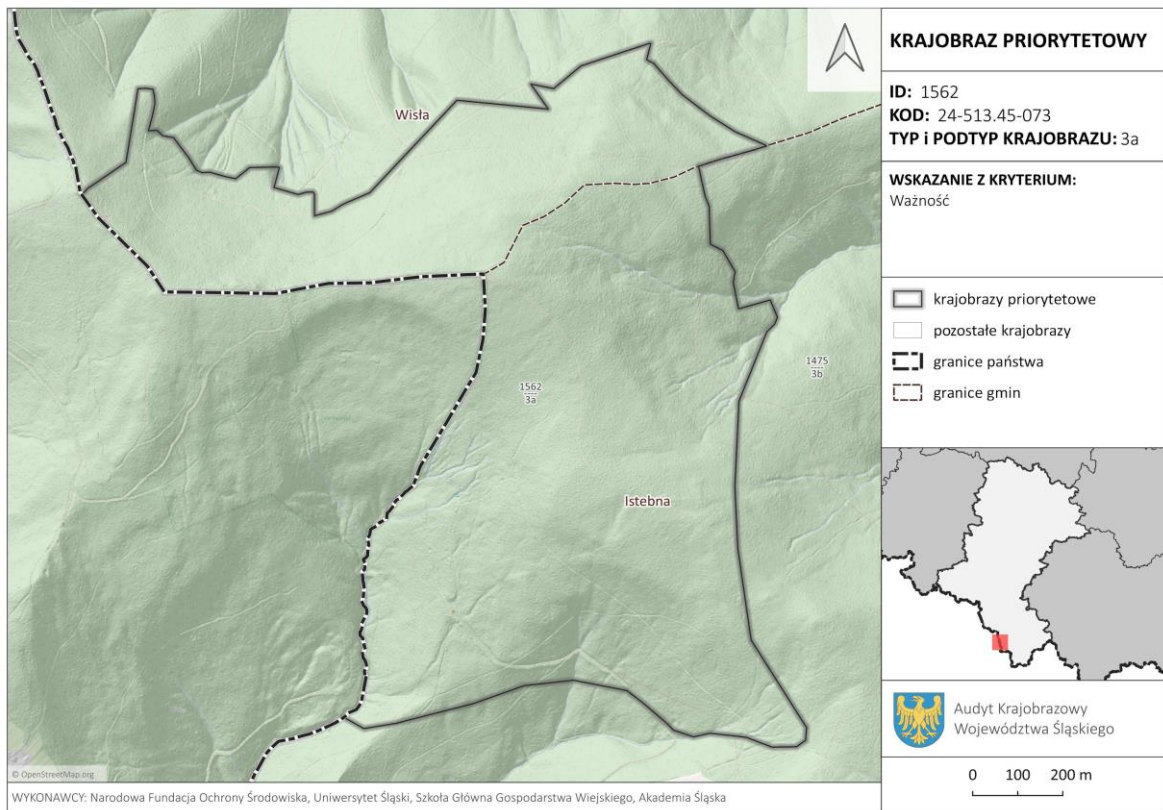 Wisła
1562
3a
1475
3b
Istebna
© OpenStreetMap.org
WYKONAWCY: Narodowa Fundacja Ochrony Środowiska, Uniwersytet Śląski, Szkoła Główna Gospodarstwa Wiejskiego, Akademia Śląska
KRAJOBRAZ PRIORYTETOWY
ID: 1562
KOD: 24-513.45-073
TYP i PODTYP KRAJOBRAZU: 3a
WSKAZANIE Z KRYTERIUM:
Ważność
krajobrazy priorytetowe
pozostałe krajobrazy
granice państwa
granice gmin
Audyt Krajobrazowy
Województwa Śląskiego
0 100 200 m